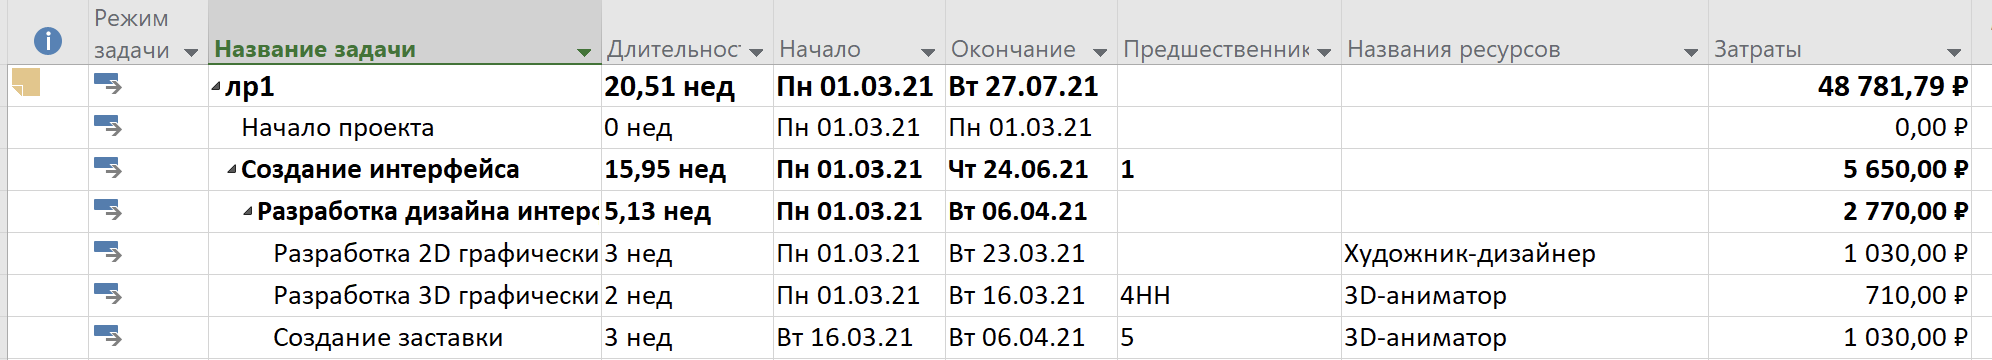 Режим задачи Название задачи Длительнос Начало Окончание Предшественник Названия ресурсов Затраты
лр1 20,51 нед Пн 01.03.21 Вт 27.07.21 48 781,79 ₽
Начало проекта 0 нед Пн 01.03.21 Пн 01.03.21 0,00 ₽
Создание интерфейса 15,95 нед Пн 01.03.21 Чт 24.06.21 1 5 650,00 ₽
Разработка дизайна интерс 5,13 нед Пн 01.03.21 Вт 06.04.21 2 770,00 ₽
Разработка 2D графически 3 нед Пн 01.03.21 Вт 23.03.21 Художник-дизайнер 1 030,00 ₽
Разработка 3D графически 2 нед Пн 01.03.21 Вт 16.03.21 4НН 3D-аниматор 710,00 ₽
Создание заставки 3 нед Вт 16.03.21 Вт 06.04.21 5 3D-аниматор 1 030,00 ₽